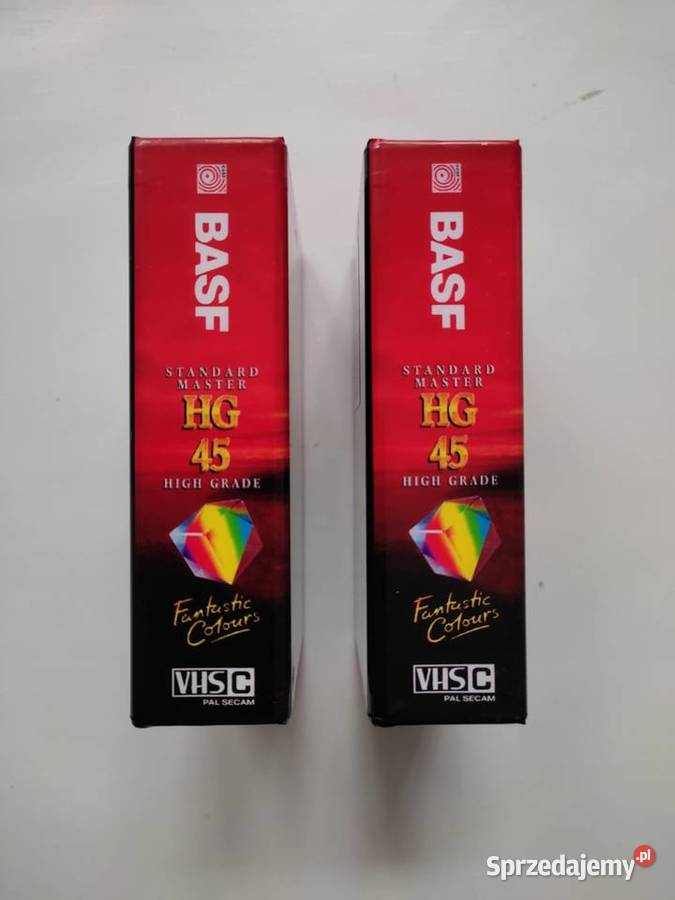 BASF
STANDARD
MASTER
HG
45
HIGH GRADE
Fantastic
Colours
VHS C
PAL SECAM
BASF
STANDARD
MASTER
HG
45
HIGH GRADE
Fantastic
Colours
VHS C
PAL SECAM
Sprzedajemy.pl